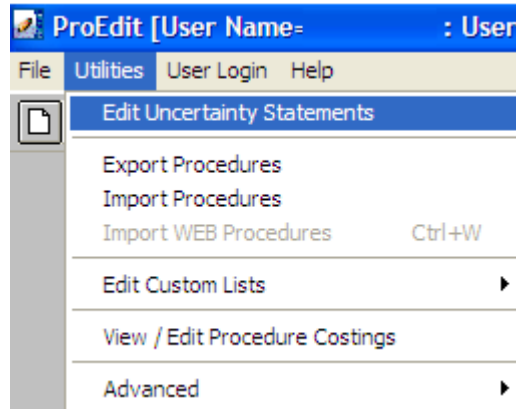 ProEdit [User Name=        : User
File Utilities User Login Help
Edit Uncertainty Statements
Export Procedures
Import Procedures
Import WEB Procedures Ctrl+W
Edit Custom Lists
View / Edit Procedure Costings
Advanced